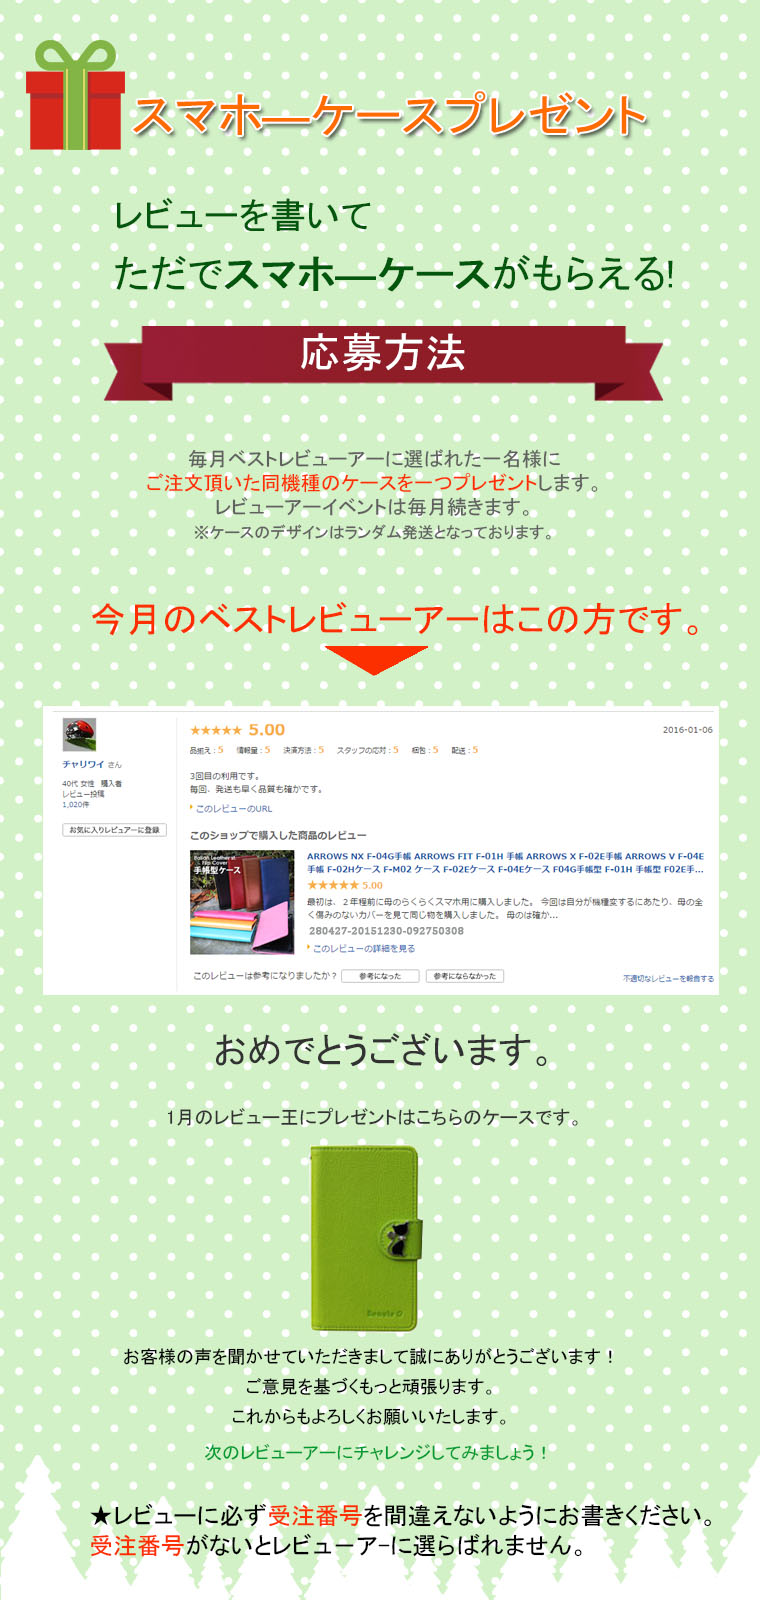 スマホ―ケースプレゼント
レビューを書いて
ただでスマホ―ケースがもらえる!
応募方法
毎月ベストレビューアーに選ばれた一名様に
ご注文頂いた同機種のケースを一つプレゼントします。
レビューアーイベントは毎月続きます。
※ケースのデザインはランダム発送となっております。
今月のベストレビューアーはこの方です。
★★★★★ 5.00
2016-01-06
品揃え：5 情報量：5 決済方法：5 スタッフの応対：5 梱包：5 配送：5
チャリワイ さん
40代 女性 購入者
レビュー投稿
1,020件
お気に入りレビュアーに登録
3回目の利用です。
毎回、発送も早く品質も確かです。
このレビューのURL
このショップで購入した商品のレビュー
Italian Leather st
Flip Cover
手帳型ケース
ARROWS NX F-04G手帳 ARROWS FIT F-01H 手帳 ARROWS X F-02E手帳 ARROWS V F-04E
手帳 F-02Hケース F-M02 ケース F-02Eケース F-04Eケース F04G手帳型 F-01H 手帳型 F02E手...
★★★★★ 5.00
最初は、２年程前に母のらくらくスマホ用に購入しました。 今回は自分が機種変するにあたり、母の全
く傷みのないカバーを見て同じ物を購入しました。 母のは確か...
280427-20151230-092750308
このレビューの詳細を見る
このレビューは参考になりましたか？ 参考になった 参考にならなかった
不適切なレビューを報告する
おめでとうございます。
1月のレビュー王にプレゼントはこちらのケースです。
お客様の声を聞かせていただきまして誠にありがとうございます！
ご意見を基づくもっと頑張ります。
これからもよろしくお願いいたします。
次のレビューアーにチャレンジしてみましょう！
★レビューに必ず受注番号を間違えないようにお書きください。
受注番号がないとレビューアーに選らばれません。